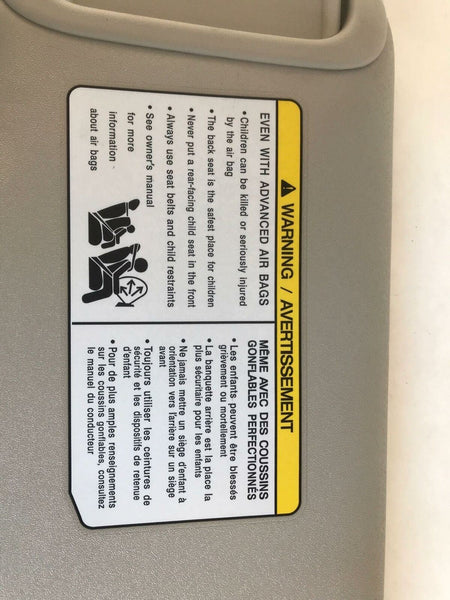 WARNING / AVERTISSEMENT
EVEN WITH ADVANCED AIR BAGS
• Children can be killed or seriously injured
by the air bag
• The back seat is the safest place for children
• Never put a rear-facing child seat in the front
• Always use seat belts and child restraints
• See owner's manual
for more
information
about air bags
MÊME AVEC DES COUSSINS
GONFLABLES PERFECTIONNÉS
• Les enfants peuvent être blessés
grièvement ou mortellement
• La banquette arrière est la place la
plus sécuritaire pour les enfants
• Ne jamais mettre un siège d'enfant à
orientation vers l'arrière sur un siège
avant
• Toujours utiliser les ceintures de
sécurité et les dispositifs de retenue
d'enfant
• Pour de plus amples renseignements
sur les coussins gonflables, consultez
le manuel du conducteur